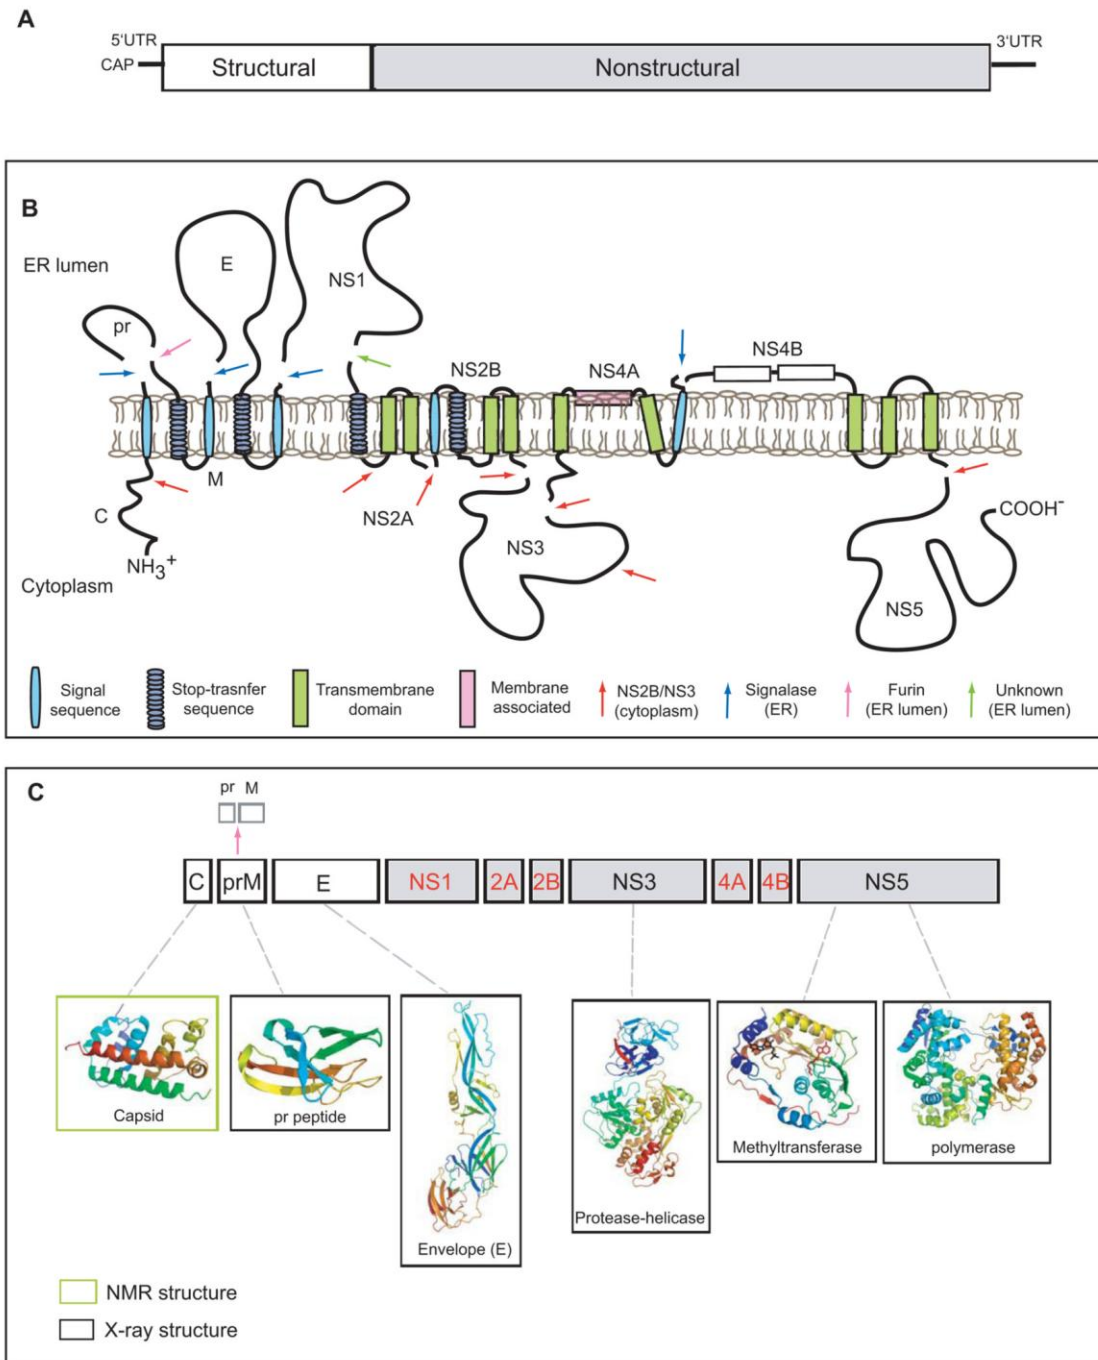 A
5'UTR
3'UTR
CAP
Structural
Nonstructural
B
ER lumen
pr
E
NS1
NS2B
NS4A
NS4B
M
C
NH3+
NS2A
NS3
NS5
COOH-
Cytoplasm
Signal
sequence
Stop-trasnfer
sequence
Transmembrane
domain
Membrane
associated
NS2B/NS3
(cytoplasm)
Signalase
(ER)
Furin
(ER lumen)
Unknown
(ER lumen)
C
pr M
C prM E NS1 2A 2B NS3 4A 4B NS5
Capsid
pr peptide
Envelope (E)
Protease-helicase
Methyltransferase
polymerase
NMR structure
X-ray structure